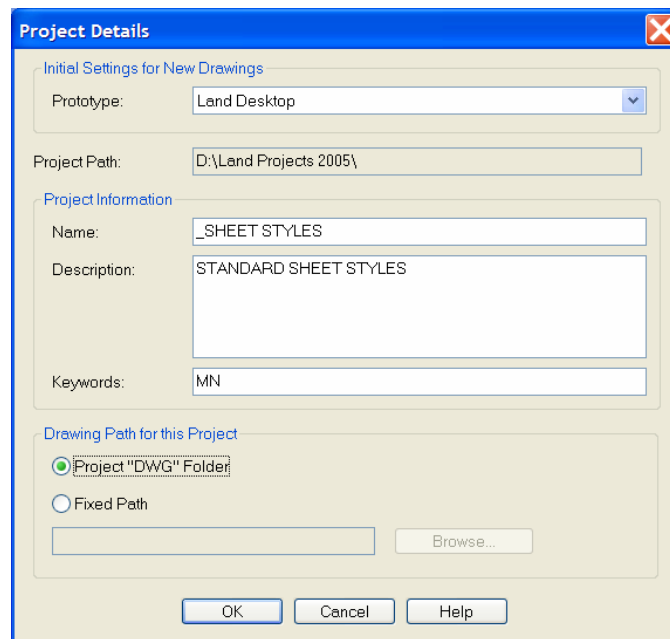 Project Details
Initial Settings for New Drawings
Prototype: Land Desktop
Project Path: D:\Land Projects 2005\
Project Information
Name: _SHEET STYLES
Description: STANDARD SHEET STYLES
Keywords: MN
Drawing Path for this Project
Project "DWG" Folder
Fixed Path
Browse...
OK Cancel Help